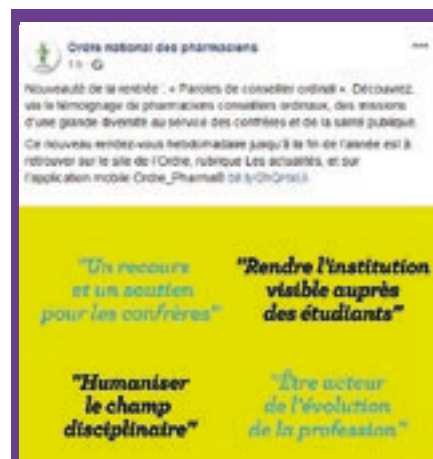 Ordre national des pharmaciens
1 h
Nouveauté de la rentrée : « Paroles de conseiller ordinal ». Découvrez,
via le témoignage de pharmaciens conseillers ordinaux, des missions
d'une grande diversité au service des confrères et de la santé publique.
Ce nouveau rendez-vous hebdomadaire jusqu'à la fin de l'année est à
retrouver sur le site de l'Ordre, rubrique Les actualités, et sur
l'application mobile Ordre_Pharma®
"Un recours
et un soutien
pour les confrères"
"Rendre l'institution
visible auprès
des étudiants"
"Humaniser
le champ
disciplinaire"
"Être acteur
de l'évolution
de la profession"